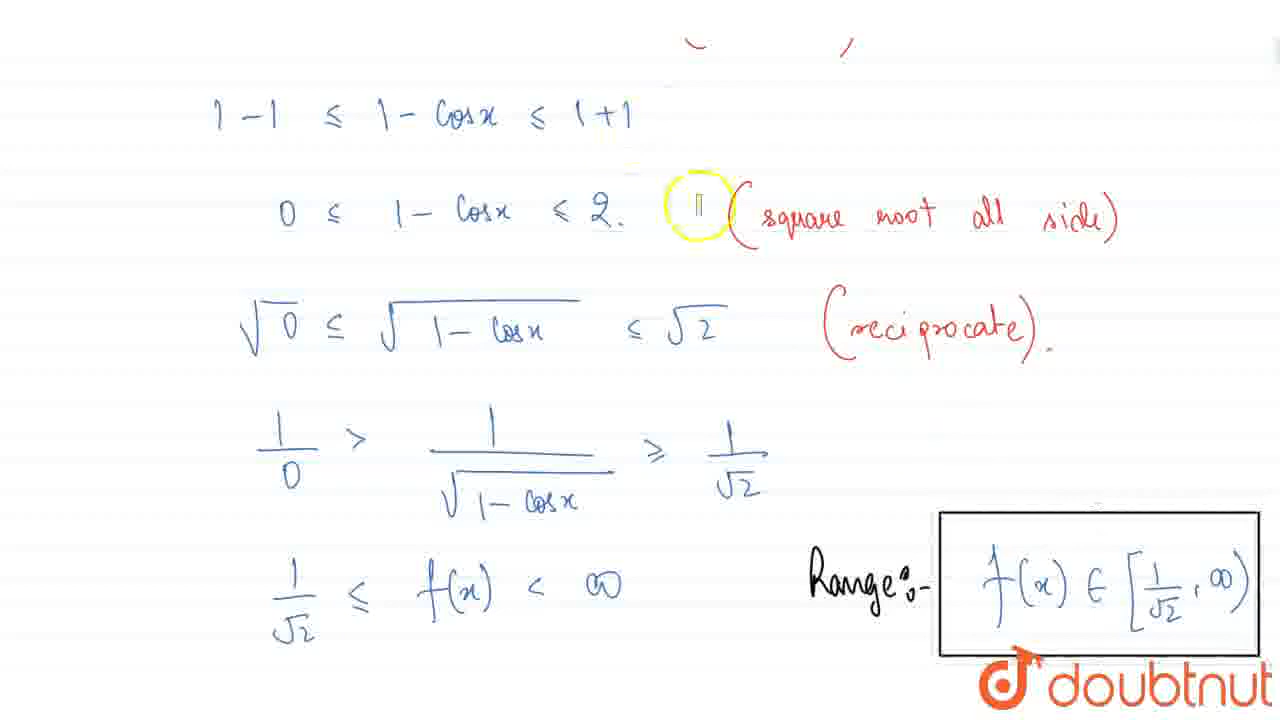 1 - 1 ≤ 1 - Cosx ≤ 1 + 1
0 ≤ 1 - Cosx ≤ 2. (square root all side)
√0 ≤ √(1 - Cosx) ≤ √2 (reciprocate).
1/0 > 1/√(1 - Cosx) ≥ 1/√2
1/√2 ≤ f(x) < ∞
Range:- f(x) ∈ [1/√2, ∞)
doubtnut